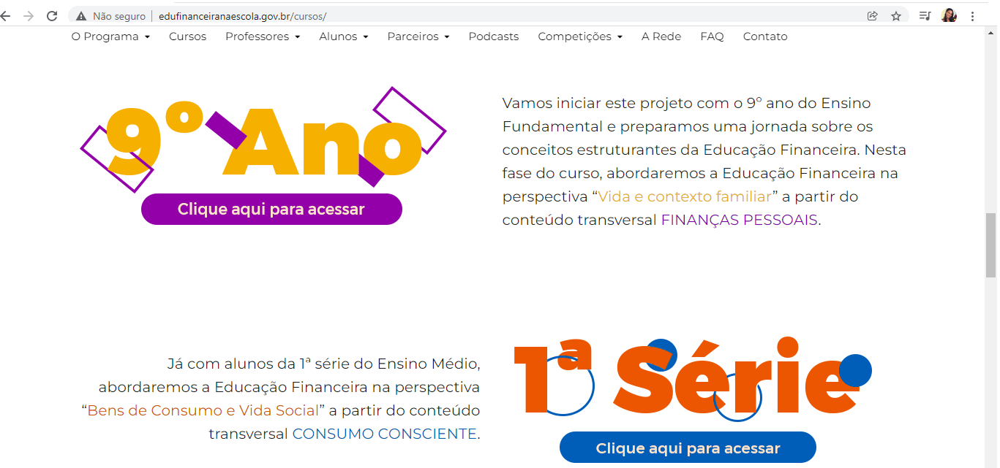 Não seguro
edufinanceiranaescola.gov.br/cursos/
O Programa Cursos Professores Alunos Parceiros Podcasts Competições A Rede FAQ Contato
9º Ano
Clique aqui para acessar
Vamos iniciar este projeto com o 9º ano do Ensino
Fundamental e preparamos uma jornada sobre os
conceitos estruturantes da Educação Financeira. Nesta
fase do curso, abordaremos a Educação Financeira na
perspectiva “Vida e contexto familiar” a partir do
conteúdo transversal FINANÇAS PESSOAIS.
Já com alunos da 1ª série do Ensino Médio,
abordaremos a Educação Financeira na perspectiva
“Bens de Consumo e Vida Social” a partir do conteúdo
transversal CONSUMO CONSCIENTE.
1ª Série
Clique aqui para acessar